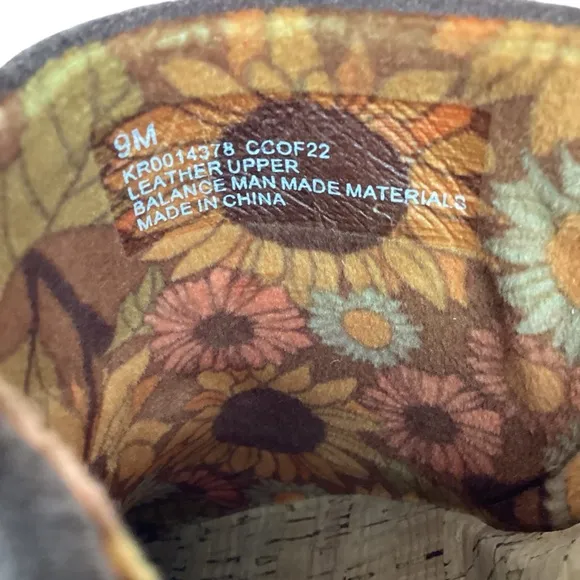 9M
KR0014378 CCOF22
LEATHER UPPER
BALANCE MAN MADE MATERIALS
MADE IN CHINA